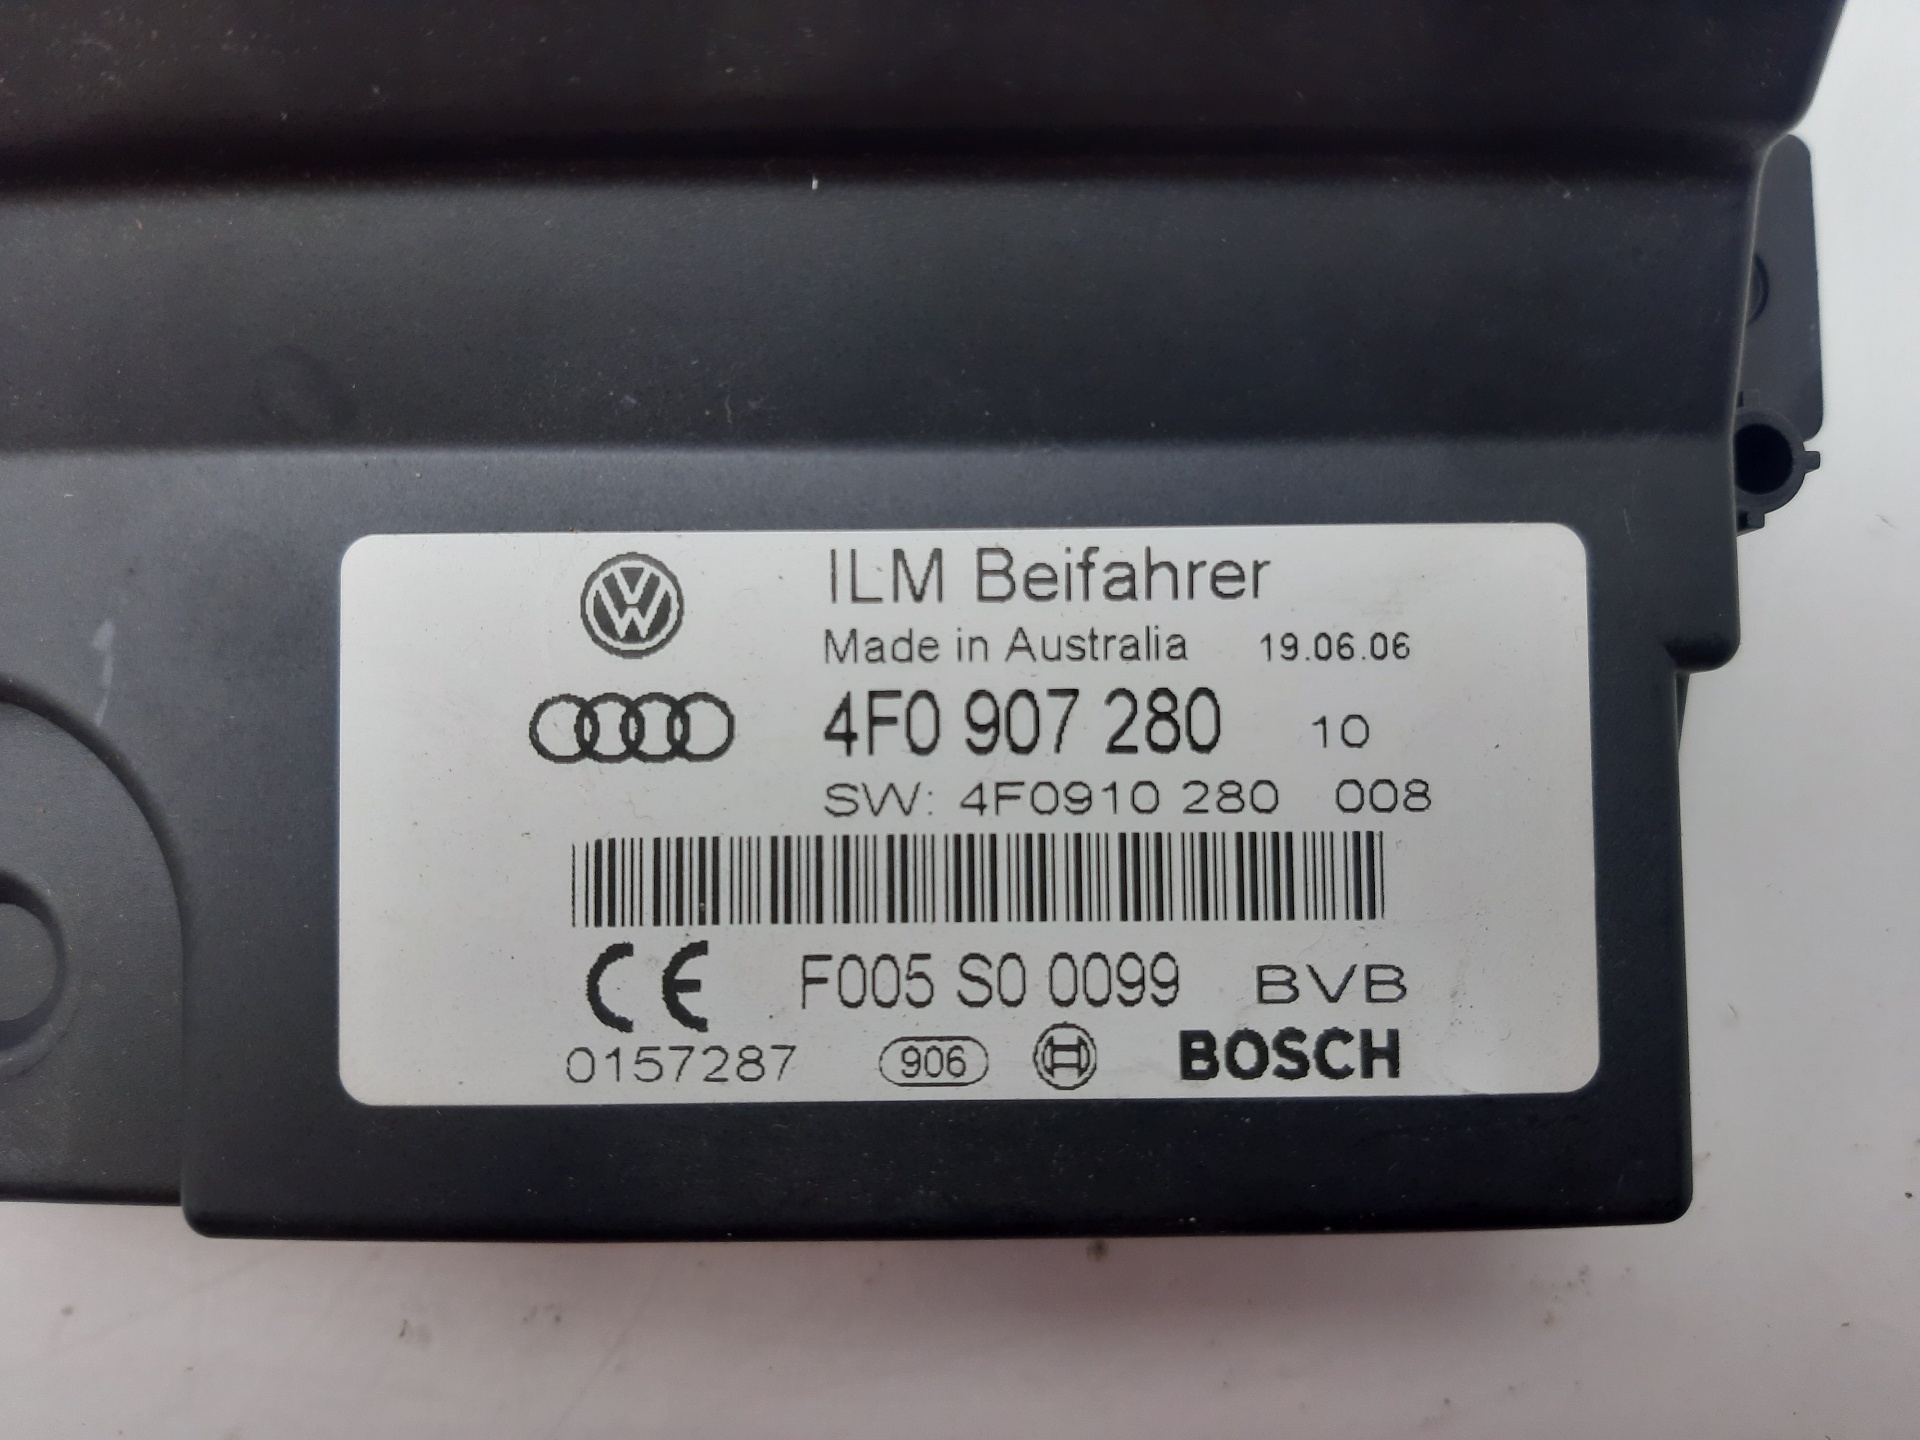 ILM Beifahrer
Made in Australia 19.06.06
4F0 907 280 10
SW: 4F0910 280 008
CE F005 S0 0099 BVB
0157287 906 BOSCH